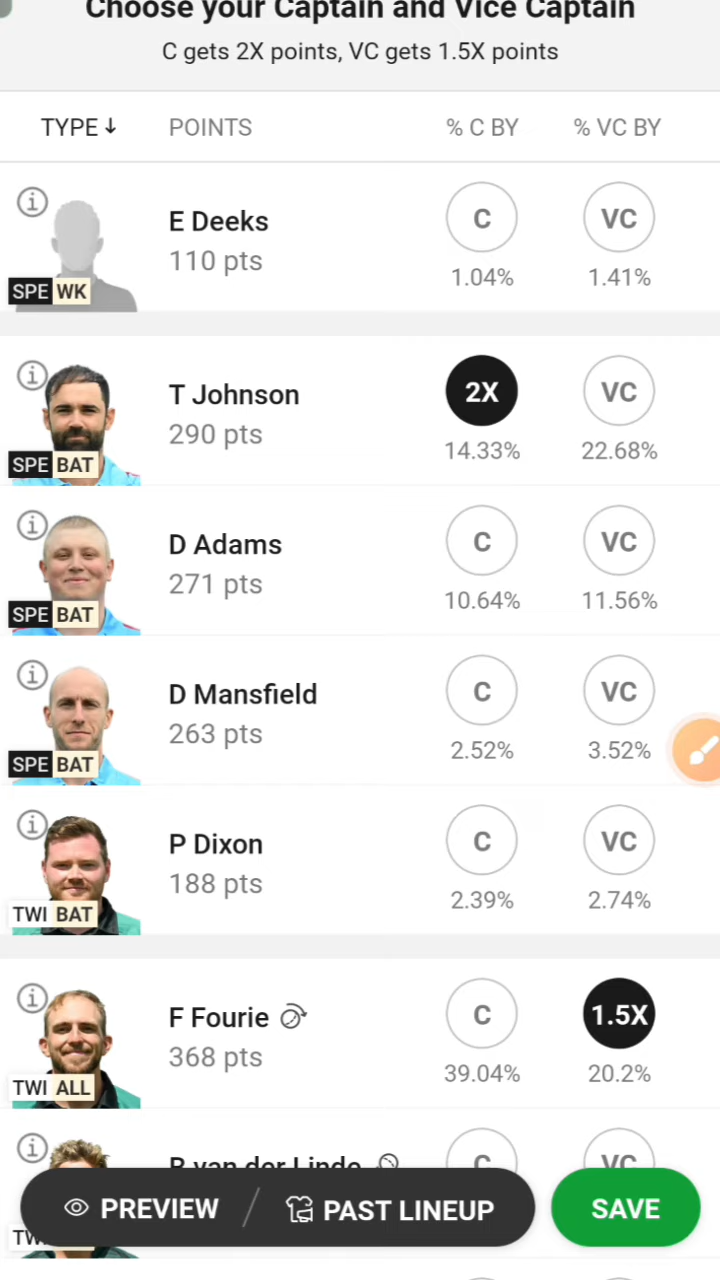 Choose your Captain and Vice Captain
C gets 2X points, VC gets 1.5X points
TYPE↓ POINTS % C BY % VC BY
E Deeks
110 pts
C VC
1.04% 1.41%
SPE WK
T Johnson
290 pts
2X VC
14.33% 22.68%
SPE BAT
D Adams
271 pts
C VC
10.64% 11.56%
SPE BAT
D Mansfield
263 pts
C VC
2.52% 3.52%
SPE BAT
P Dixon
188 pts
C VC
2.39% 2.74%
TWI BAT
F Fourie
368 pts
C 1.5X
39.04% 20.2%
TWI ALL
van der Linde
C VC
PREVIEW / PAST LINEUP
SAVE